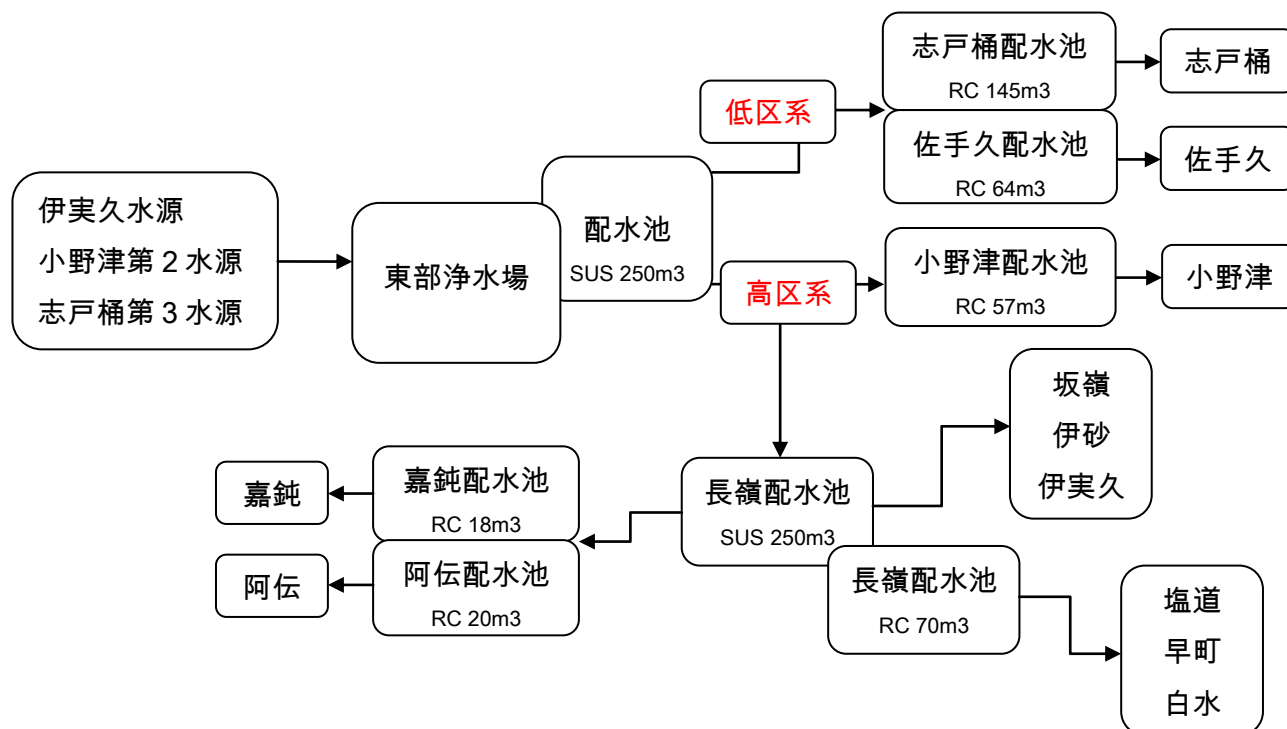 伊実久水源
小野津第２水源
志戸桶第３水源
東部浄水場
配水池
SUS 250m3
低区系
志戸桶配水池
RC 145m3
志戸桶
佐手久配水池
RC 64m3
佐手久
高区系
小野津配水池
RC 57m3
小野津
長嶺配水池
SUS 250m3
坂嶺
伊砂
伊実久
長嶺配水池
RC 70m3
塩道
早町
白水
嘉鈍配水池
RC 18m3
嘉鈍
阿伝配水池
RC 20m3
阿伝